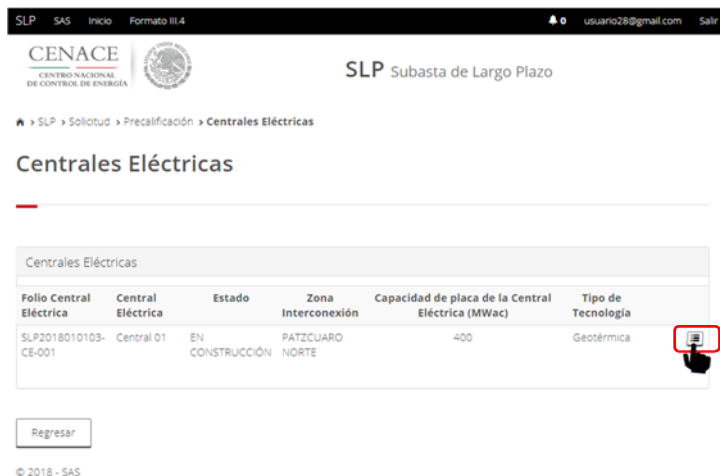 SLP SAS Inicio Formato III.4 0 usuario28@gmail.com Salir
CENACE
CENTRO NACIONAL
DE CONTROL DE ENERGÍA
SLP Subasta de Largo Plazo
> SLP > Solicitud > Precalificación > Centrales Eléctricas
Centrales Eléctricas
Centrales Eléctricas
Folio Central Central Estado Zona Capacidad de placa de la Central Tipo de
Eléctrica Eléctrica Interconexión Eléctrica (MWac) Tecnología
SLP2018010103- Central 01 EN PATZCUARO 400 Geotérmica
CE-001 CONSTRUCCIÓN NORTE
Regresar
© 2018 - SAS